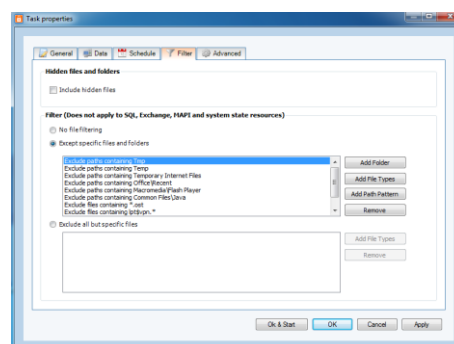 Task properties
General Data Schedule Filter Advanced
Hidden files and folders
Include hidden files
Filter (Does not apply to SQL, Exchange, MAPI and system state resources)
No file filtering
Except specific files and folders
Exclude paths containing Tmp
Exclude paths containing Temp
Exclude paths containing Temporary Internet Files
Exclude paths containing Office\Recent
Exclude paths containing Macromedia\Flash Player
Exclude paths containing Common Files\Java
Exclude files containing *.ost
Exclude files containing
Add Folder
Add File Types
Add Path Pattern
Remove
Exclude all but specific files
Add File Types
Remove
Ok & Start OK Cancel Apply